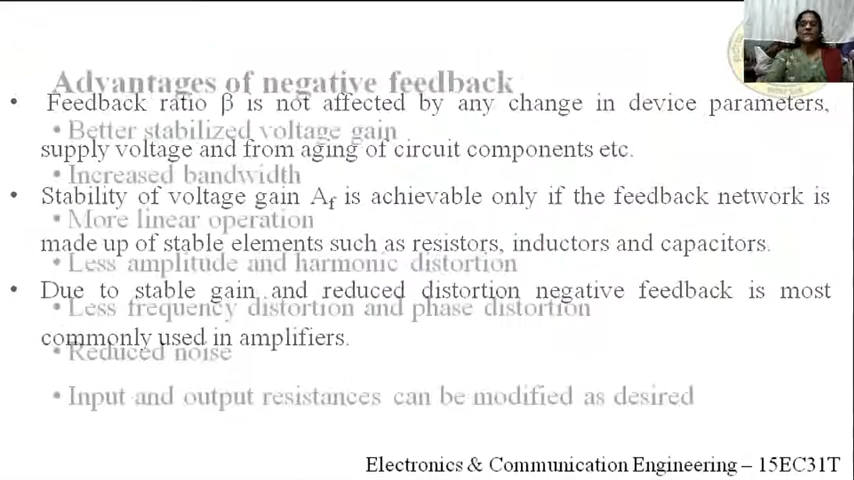 Advantages of negative feedback
• Feedback ratio β is not affected by any change in device parameters,
• Better stabilized voltage gain
supply voltage and from aging of circuit components etc.
• Increased bandwidth
• Stability of voltage gain Af is achievable only if the feedback network is
• More linear operation
made up of stable elements such as resistors, inductors and capacitors.
• Less amplitude and harmonic distortion
• Due to stable gain and reduced distortion negative feedback is most
• Less frequency distortion and phase distortion
commonly used in amplifiers.
• Reduced noise
• Input and output resistances can be modified as desired
Electronics & Communication Engineering – 15EC31T